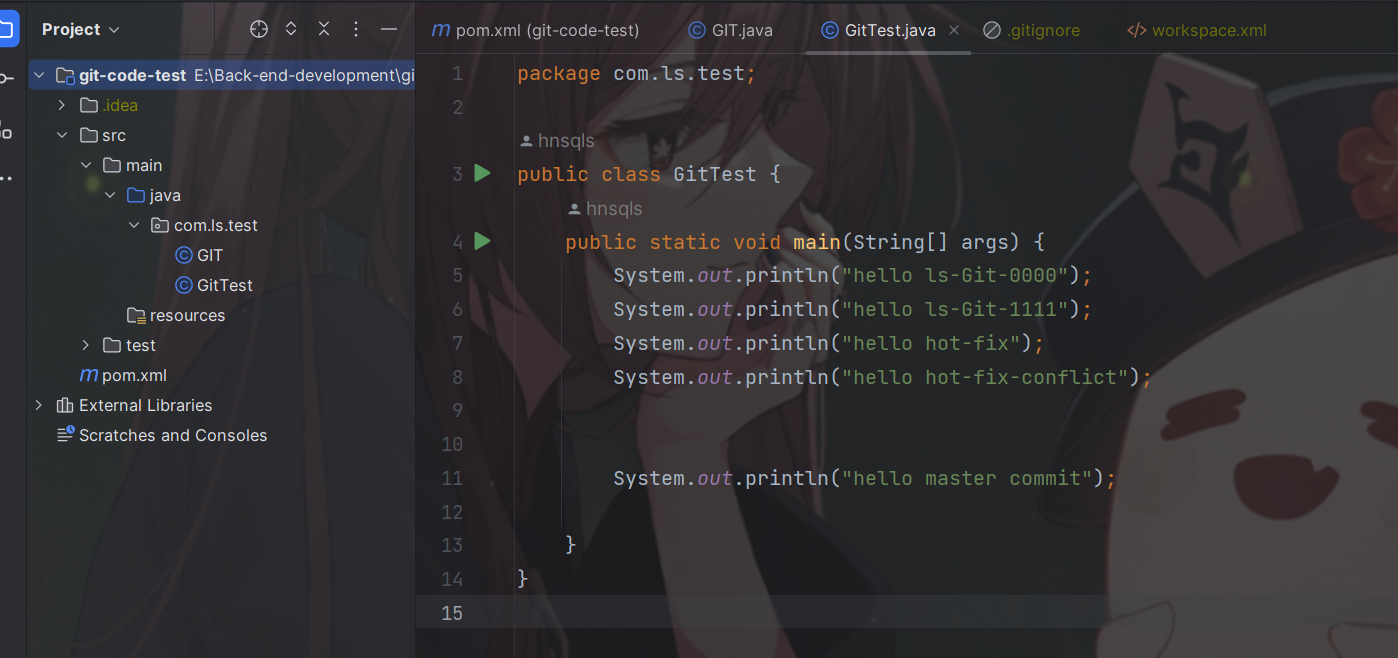 Project
pom.xml (git-code-test) GIT.java GitTest.java .gitignore workspace.xml
git-code-test E:\Back-end-development\gi
.idea
src
main
java
com.ls.test
GIT
GitTest
resources
test
pom.xml
External Libraries
Scratches and Consoles
1 package com.ls.test;
2
hnsqls
3 public class GitTest {
hnsqls
4 public static void main(String[] args) {
5 System.out.println("hello ls-Git-0000");
6 System.out.println("hello ls-Git-1111");
7 System.out.println("hello hot-fix");
8 System.out.println("hello hot-fix-conflict");
9
10
11 System.out.println("hello master commit");
12
13 }
14 }
15